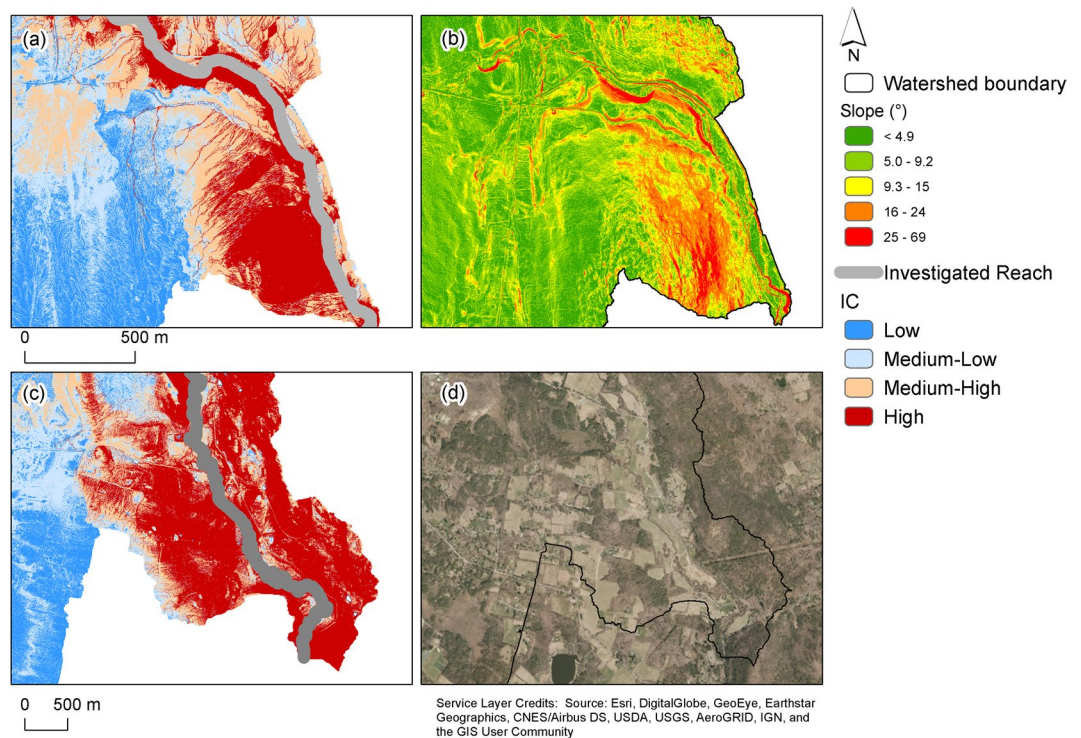 (a)
(b)
N
Watershed boundary
Slope (°)
< 4.9
5.0 - 9.2
9.3 - 15
16 - 24
25 - 69
Investigated Reach
IC
Low
Medium-Low
Medium-High
High
0 500 m
(c)
(d)
0 500 m
Service Layer Credits: Source: Esri, DigitalGlobe, GeoEye, Earthstar
Geographics, CNES/Airbus DS, USDA, USGS, AeroGRID, IGN, and
the GIS User Community